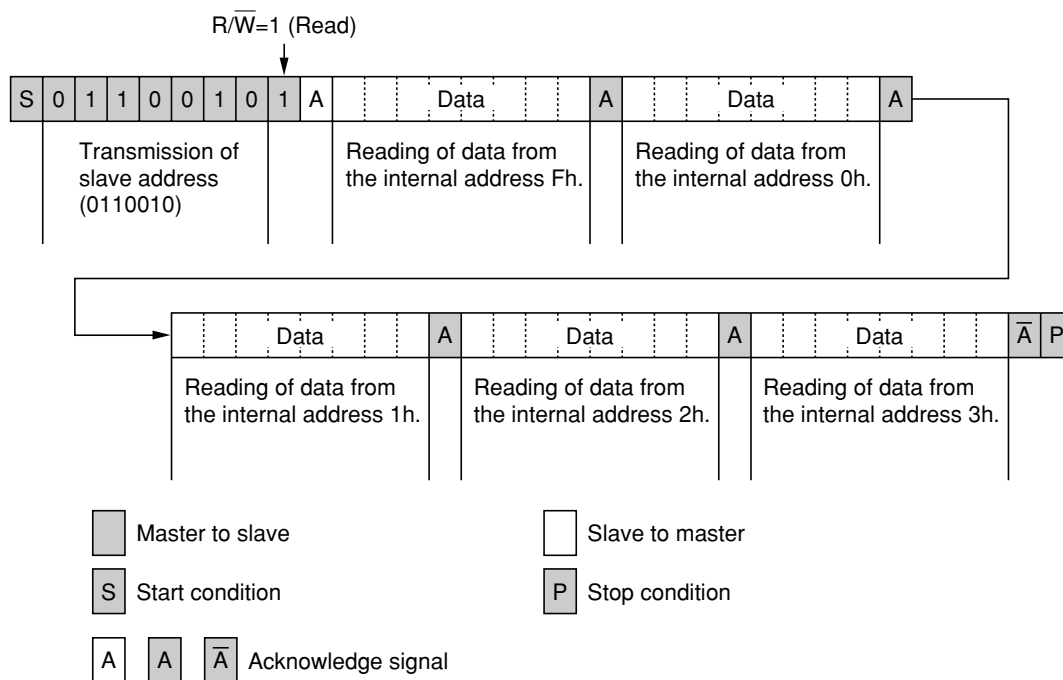 R/W̅=1 (Read)
S 0 1 1 0 0 1 0 1 A Data A Data A
Transmission of
slave address
(0110010)
Reading of data from
the internal address Fh.
Reading of data from
the internal address 0h.
Data A Data A Data A̅ P
Reading of data from
the internal address 1h.
Reading of data from
the internal address 2h.
Reading of data from
the internal address 3h.
Master to slave
Slave to master
S Start condition
P Stop condition
A A A̅ Acknowledge signal